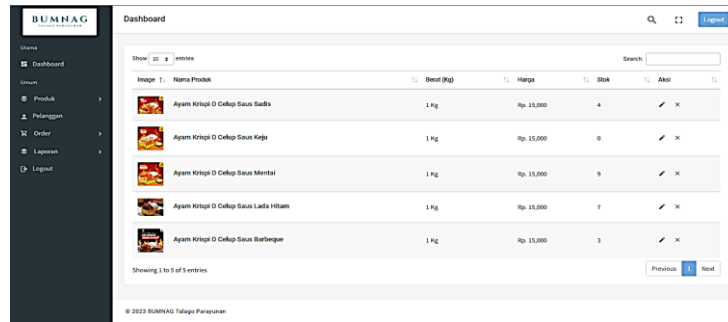 BUMNAG
TALAGO PARAYUNAN
Dashboard
Logout
Utama
Dashboard
Umum
Produk
Pelanggan
Order
Laporan
Logout
Show 10 entries
Search:
Image Nama Produk Berat (Kg) Harga Stok Aksi
Ayam Krispi D Celup Saus Sadis 1 Kg Rp. 15,000 4
Ayam Krispi D Celup Saus Keju 1 Kg Rp. 15,000 0
Ayam Krispi D Celup Saus Mentai 1 Kg Rp. 15,000 9
Ayam Krispi D Celup Saus Lada Hitam 1 Kg Rp. 15,000 7
Ayam Krispi D Celup Saus Barbeque 1 Kg Rp. 15,000 3
Showing 1 to 5 of 5 entries
Previous 1 Next
© 2023 BUMNAG Talago Parayunan